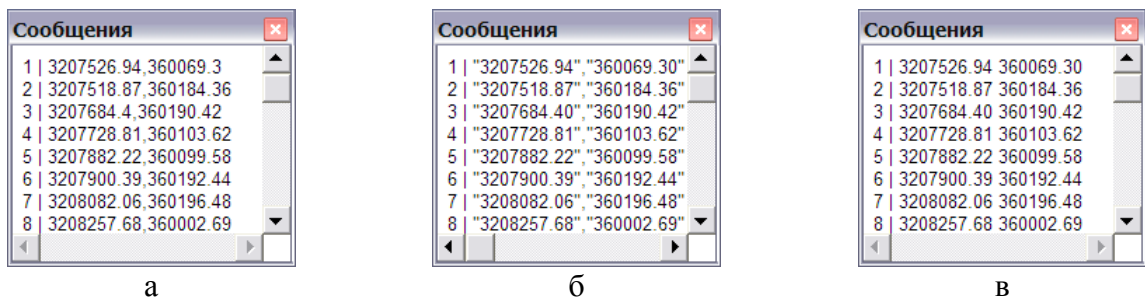 Сообщения
1 | 3207526.94,360069.3
2 | 3207518.87,360184.36
3 | 3207684.4,360190.42
4 | 3207728.81,360103.62
5 | 3207882.22,360099.58
6 | 3207900.39,360192.44
7 | 3208082.06,360196.48
8 | 3208257.68,360002.69
а
Сообщения
1 | "3207526.94","360069.30"
2 | "3207518.87","360184.36"
3 | "3207684.40","360190.42"
4 | "3207728.81","360103.62"
5 | "3207882.22","360099.58"
6 | "3207900.39","360192.44"
7 | "3208082.06","360196.48"
8 | "3208257.68","360002.69"
б
Сообщения
1 | 3207526.94 360069.30
2 | 3207518.87 360184.36
3 | 3207684.40 360190.42
4 | 3207728.81 360103.62
5 | 3207882.22 360099.58
6 | 3207900.39 360192.44
7 | 3208082.06 360196.48
8 | 3208257.68 360002.69
в